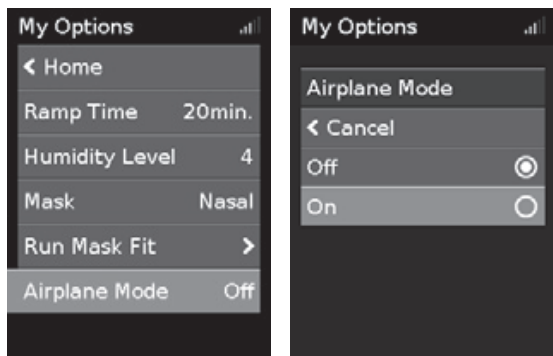 My Options
< Home
Ramp Time 20min.
Humidity Level 4
Mask Nasal
Run Mask Fit >
Airplane Mode Off
My Options
Airplane Mode
< Cancel
Off
On